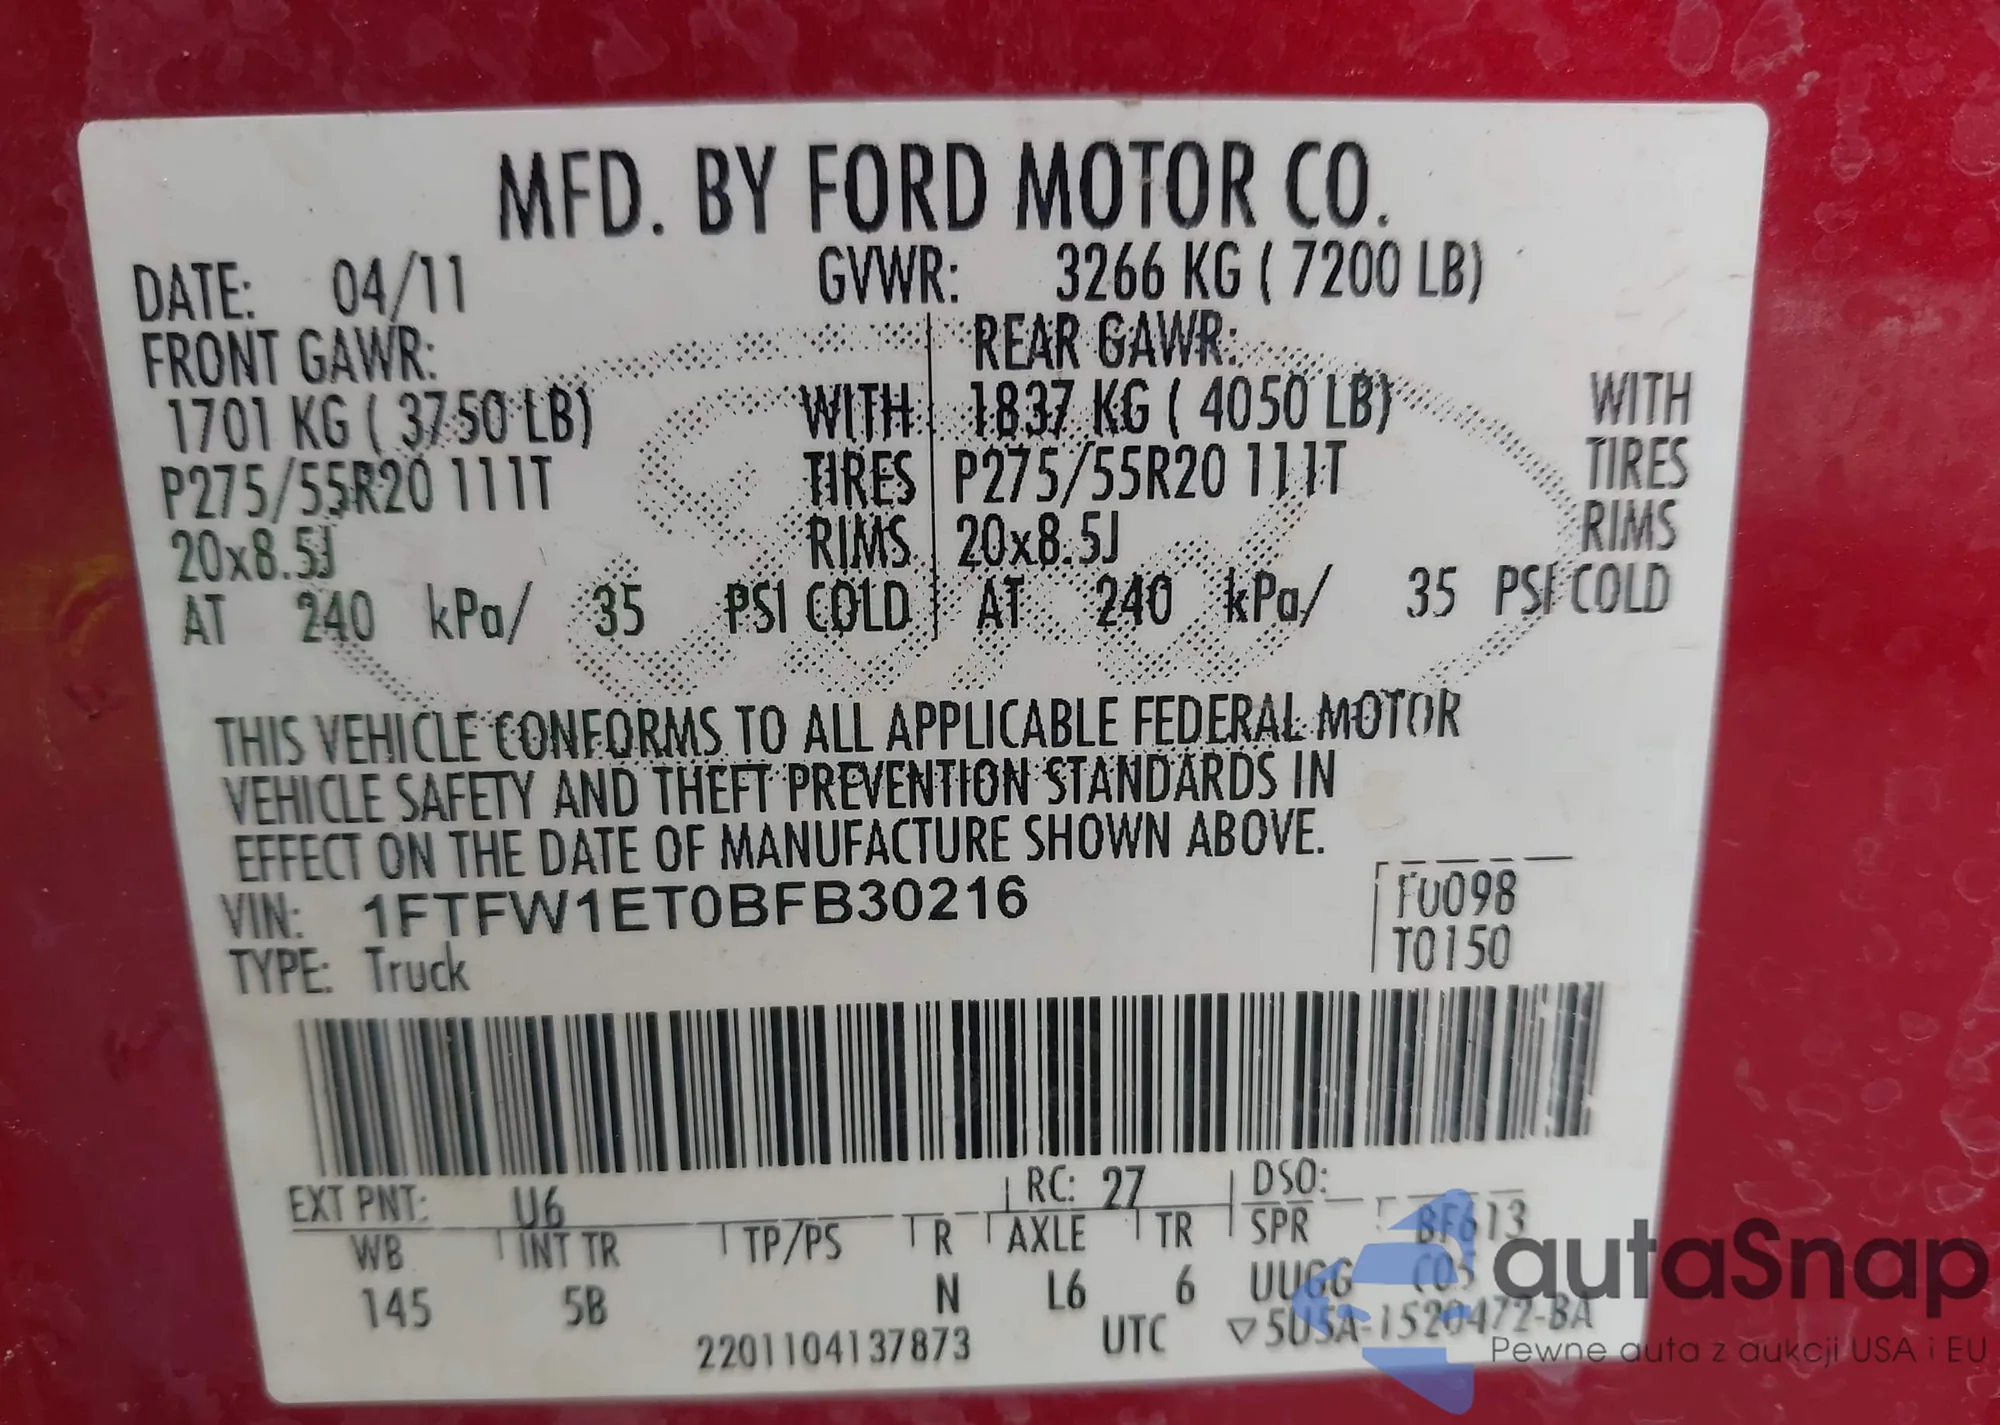 MFD. BY FORD MOTOR CO.
DATE: 04/11 GVWR: 3266 KG ( 7200 LB)
FRONT GAWR: REAR GAWR:
1701 KG ( 3750 LB) WITH 1837 KG ( 4050 LB) WITH
P275/55R20 111T TIRES P275/55R20 111T TIRES
20x8.5J RIMS 20x8.5J RIMS
AT 240 kPa/ 35 PSI COLD AT 240 kPa/ 35 PSI COLD
THIS VEHICLE CONFORMS TO ALL APPLICABLE FEDERAL MOTOR
VEHICLE SAFETY AND THEFT PREVENTION STANDARDS IN
EFFECT ON THE DATE OF MANUFACTURE SHOWN ABOVE.
VIN: 1FTFW1ET0BFB30216
TYPE: Truck
T0150
EXT PNT: U6 RC: 27 DSO:
WB INT TR TP/PS R AXLE TR SPR BF613
145 5B N L6 6 UUGG C05
2201104137873 UTC ▽5U5A-1520472-BA
autaSnap
Pewne auta z aukcji USA i EU